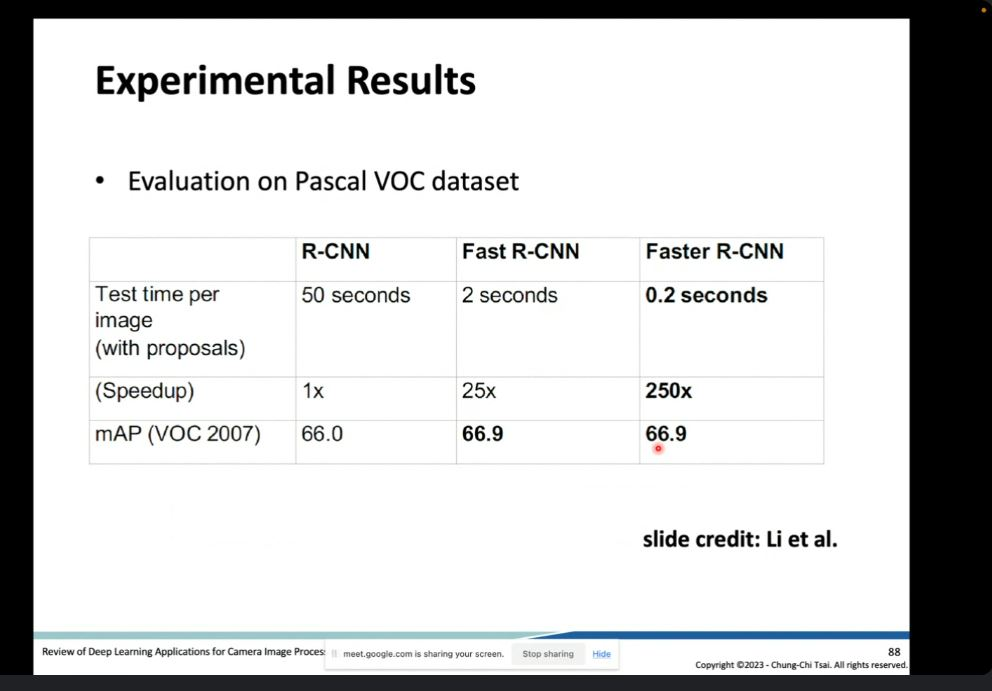 Experimental Results
• Evaluation on Pascal VOC dataset
R-CNN Fast R-CNN Faster R-CNN
Test time per image (with proposals) 50 seconds 2 seconds 0.2 seconds
(Speedup) 1x 25x 250x
mAP (VOC 2007) 66.0 66.9 66.9
slide credit: Li et al.
Review of Deep Learning Applications for Camera Image Proces
meet.google.com is sharing your screen. Stop sharing Hide
88
Copyright ©2023 - Chung-Chi Tsai. All rights reserved.